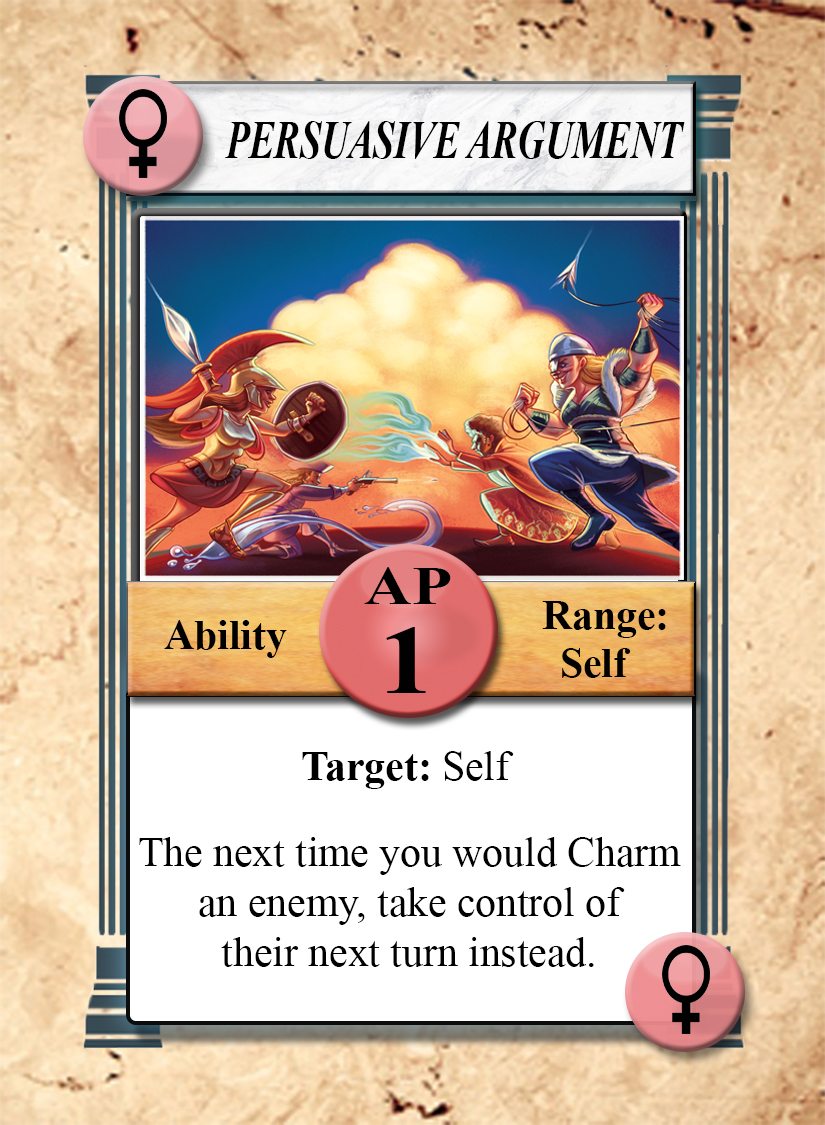 PERSUASIVE ARGUMENT
AP
1
Ability
Range:
Self
Target: Self
The next time you would Charm
an enemy, take control of
their next turn instead.